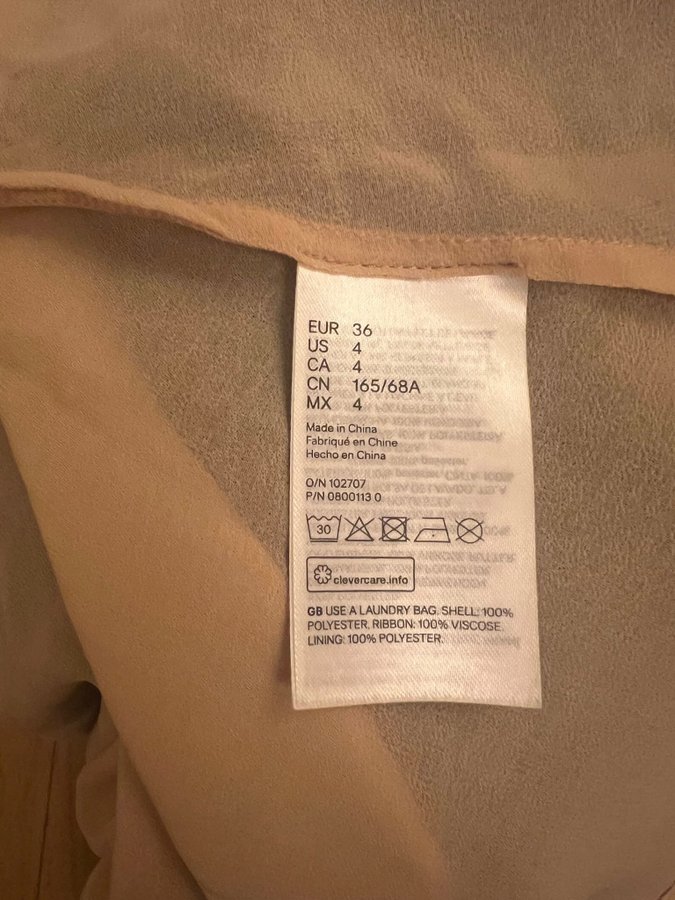 EUR 36
US 4
CA 4
CN 165/68A
MX 4
Made in China
Fabriqué en Chine
Hecho en China
O/N 102707
P/N 0800113 0
30
clevercare.info
GB USE A LAUNDRY BAG. SHELL: 100%
POLYESTER. RIBBON: 100% VISCOSE.
LINING: 100% POLYESTER.